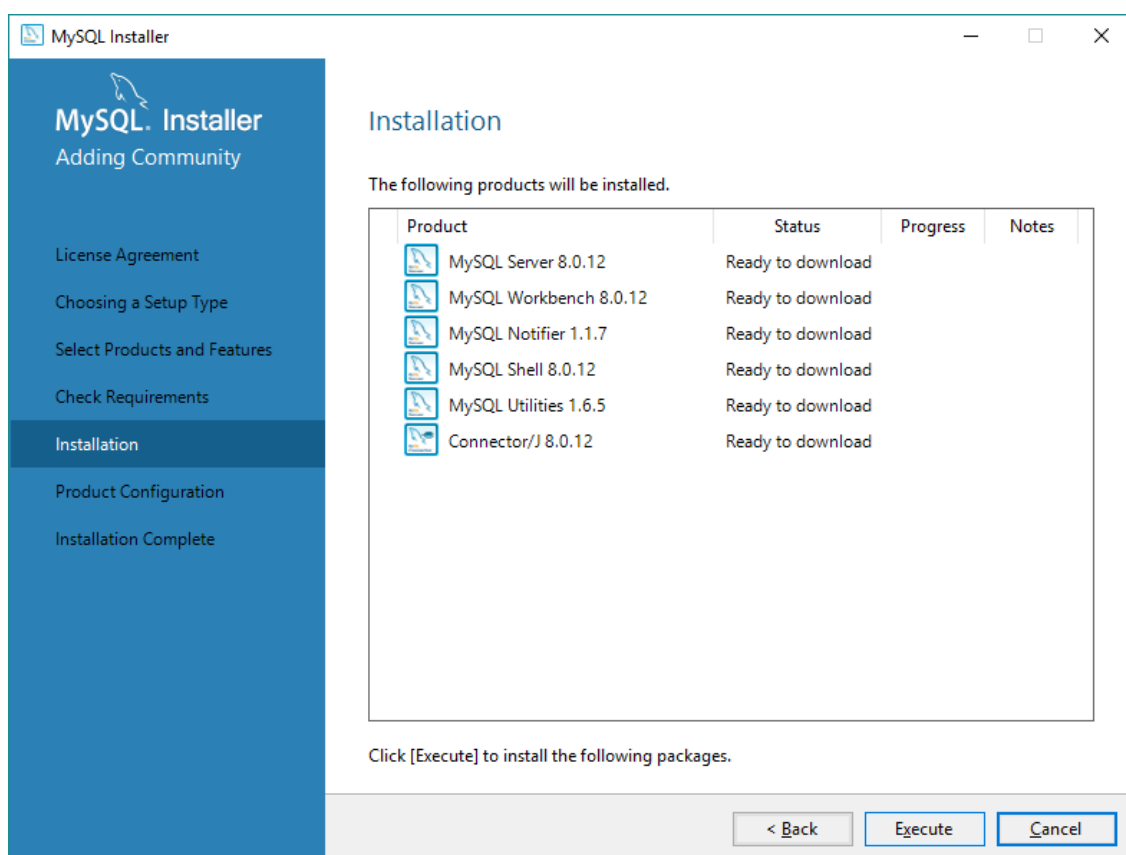 MySQL Installer
MySQL. Installer
Adding Community
License Agreement
Choosing a Setup Type
Select Products and Features
Check Requirements
Installation
Product Configuration
Installation Complete
Installation
The following products will be installed.
Product Status Progress Notes
MySQL Server 8.0.12 Ready to download
MySQL Workbench 8.0.12 Ready to download
MySQL Notifier 1.1.7 Ready to download
MySQL Shell 8.0.12 Ready to download
MySQL Utilities 1.6.5 Ready to download
Connector/J 8.0.12 Ready to download
Click [Execute] to install the following packages.
< Back Execute Cancel